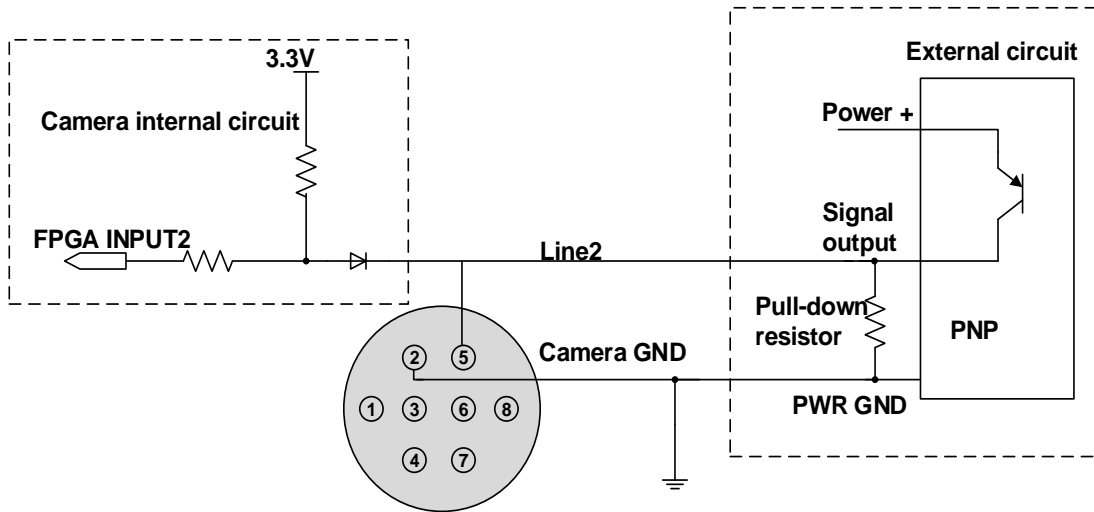 External circuit
3.3V
Camera internal circuit
Power +
FPGA INPUT2
Signal
output
Line2
Pull-down
resistor
PNP
Camera GND
PWR GND
2 5
1 3 6 8
4 7